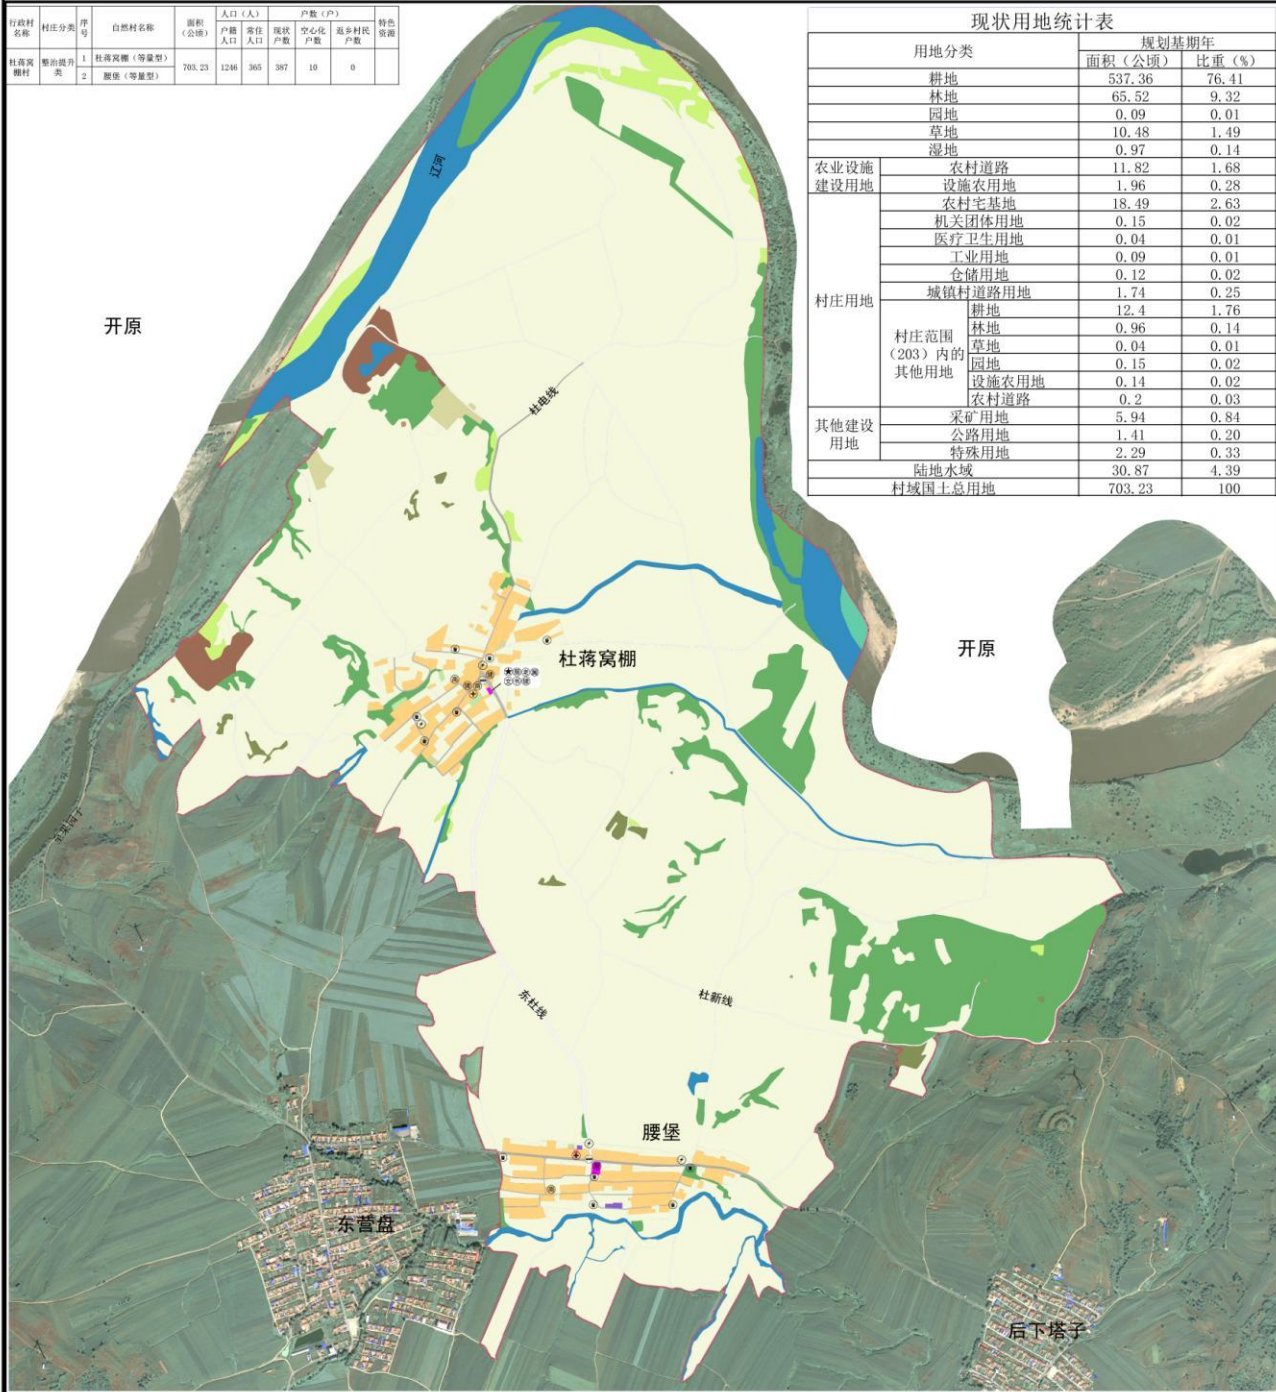 行政村名称 村庄分类 序号 自然村名称 面积（公顷） 人口（人） 户数（户） 特色资源
户籍人口 常住人口 现状户数 空心化户数 返乡村民户数
杜蒋窝棚村 整治提升类 1 杜蒋窝棚（等量型） 703.23 1246 365 387 10 0
2 腰堡（等量型）
现状用地统计表
用地分类 规划基期年
面积（公顷） 比重（%）
耕地 537.36 76.41
林地 65.52 9.32
园地 0.09 0.01
草地 10.48 1.49
湿地 0.97 0.14
农业设施建设用地 农村道路 11.82 1.68
设施农用地 1.96 0.28
村庄用地 农村宅基地 18.49 2.63
机关团体用地 0.15 0.02
医疗卫生用地 0.04 0.01
工业用地 0.09 0.01
仓储用地 0.12 0.02
城镇村道路用地 1.74 0.25
村庄范围（203）内的其他用地 耕地 12.4 1.76
林地 0.96 0.14
草地 0.04 0.01
园地 0.15 0.02
设施农用地 0.14 0.02
农村道路 0.2 0.03
其他建设用地 采矿用地 5.94 0.84
公路用地 1.41 0.20
特殊用地 2.29 0.33
陆地水域 30.87 4.39
村域国土总用地 703.23 100
辽河
开原
杜电线
杜蒋窝棚
开原
东杜线
杜新线
腰堡
东营盘
后下塔子